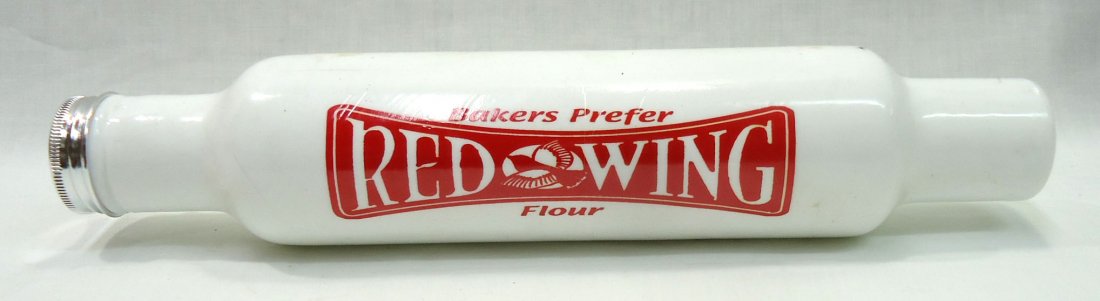 Bakers Prefer
RED WING
Flour